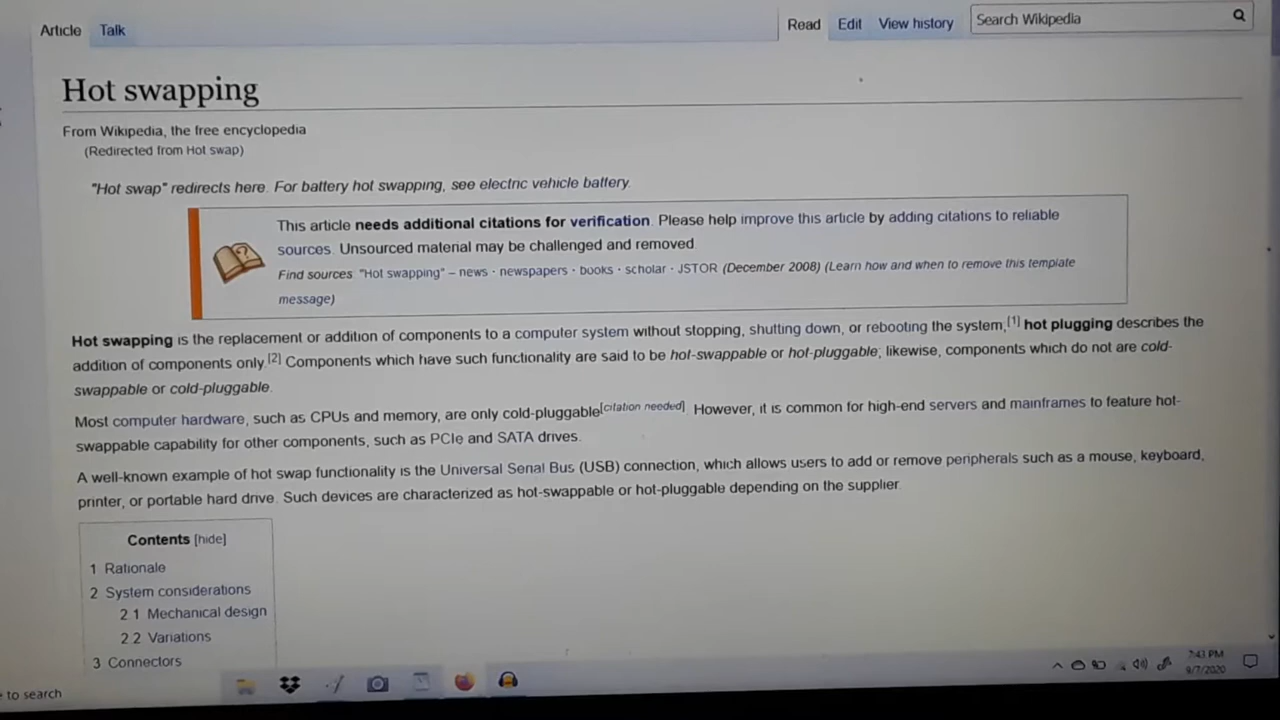 Article Talk Read Edit View history Search Wikipedia
Hot swapping
From Wikipedia, the free encyclopedia
(Redirected from Hot swap)
"Hot swap" redirects here. For battery hot swapping, see electric vehicle battery.
This article needs additional citations for verification. Please help improve this article by adding citations to reliable
sources. Unsourced material may be challenged and removed.
Find sources: "Hot swapping" – news · newspapers · books · scholar · JSTOR (December 2008) (Learn how and when to remove this template
message)
Hot swapping is the replacement or addition of components to a computer system without stopping, shutting down, or rebooting the system;[1] hot plugging describes the
addition of components only.[2] Components which have such functionality are said to be hot-swappable or hot-pluggable; likewise, components which do not are cold-
swappable or cold-pluggable.
Most computer hardware, such as CPUs and memory, are only cold-pluggable[citation needed]. However, it is common for high-end servers and mainframes to feature hot-
swappable capability for other components, such as PCIe and SATA drives.
A well-known example of hot swap functionality is the Universal Serial Bus (USB) connection, which allows users to add or remove peripherals such as a mouse, keyboard,
printer, or portable hard drive. Such devices are characterized as hot-swappable or hot-pluggable depending on the supplier.
Contents [hide]
1 Rationale
2 System considerations
2.1 Mechanical design
2.2 Variations
3 Connectors
to search
7:43 PM
9/7/2020